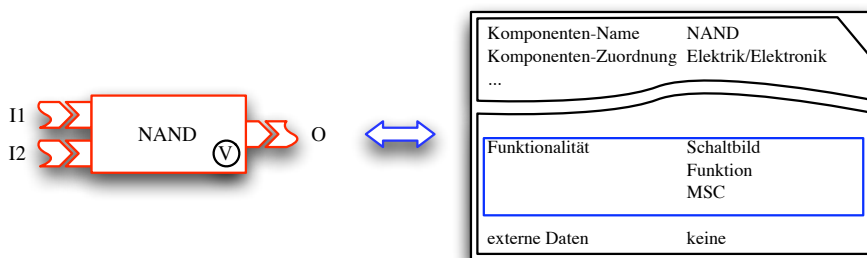 I1
I2
NAND
V
O
Komponenten-Name NAND
Komponenten-Zuordnung Elektrik/Elektronik
...
Funktionalität Schaltbild
Funktion
MSC
externe Daten keine